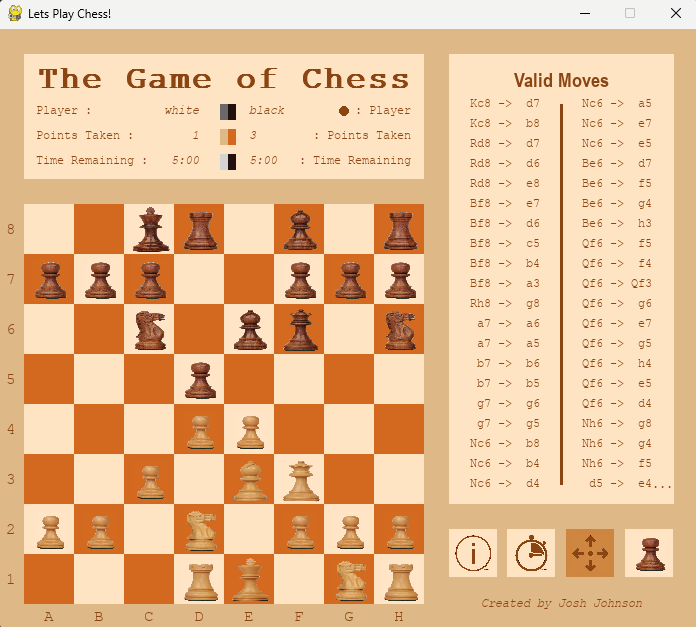 Lets Play Chess!
The Game of Chess
Player : white black : Player
Points Taken : 1 3 : Points Taken
Time Remaining : 5:00 5:00 : Time Remaining
8
7
6
5
4
3
2
1
A B C D E F G H
Valid Moves
Kc8 -> d7
Kc8 -> b8
Rd8 -> d7
Rd8 -> d6
Rd8 -> e8
Bf8 -> e7
Bf8 -> d6
Bf8 -> c5
Bf8 -> b4
Bf8 -> a3
Rh8 -> g8
a7 -> a6
a7 -> a5
b7 -> b6
b7 -> b5
g7 -> g6
g7 -> g5
Nc6 -> b8
Nc6 -> b4
Nc6 -> d4
Nc6 -> a5
Nc6 -> e7
Nc6 -> e5
Be6 -> d7
Be6 -> f5
Be6 -> g4
Be6 -> h3
Qf6 -> f5
Qf6 -> f4
Qf6 -> Qf3
Qf6 -> g6
Qf6 -> e7
Qf6 -> g5
Qf6 -> h4
Qf6 -> e5
Qf6 -> d4
Nh6 -> g8
Nh6 -> g4
Nh6 -> f5
d5 -> e4...
i
Created by Josh Johnson